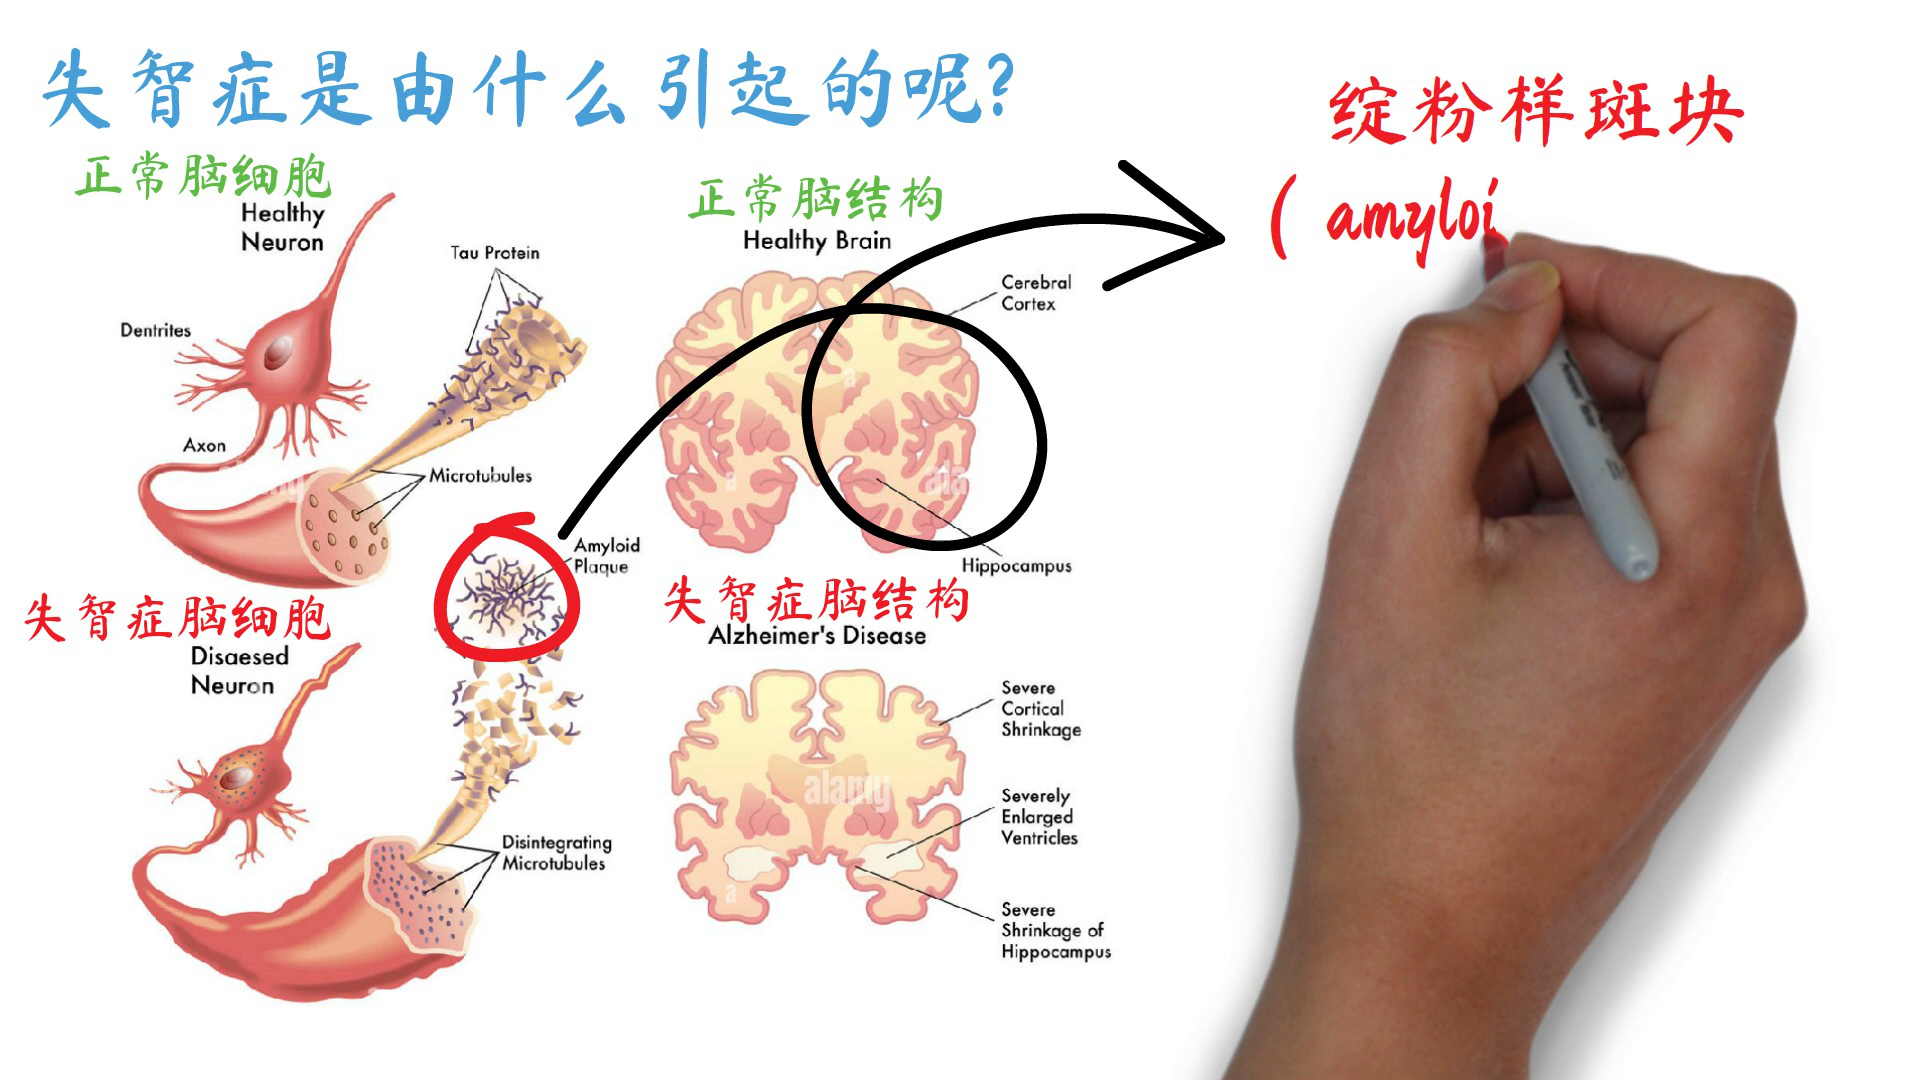 失智症是由什么引起的呢?
正常脑细胞
Healthy
Neuron
Tau Protein
Dentrites
Axon
Microtubules
Amyloid
Plaque
正常脑结构
Healthy Brain
Cerebral
Cortex
Hippocampus
绽粉样斑块
( amyloi
失智症脑细胞
Disaesed
Neuron
Disintegrating
Microtubules
失智症脑结构
Alzheimer's Disease
Severe
Cortical
Shrinkage
Severely
Enlarged
Ventricles
Severe
Shrinkage of
Hippocampus
alamy